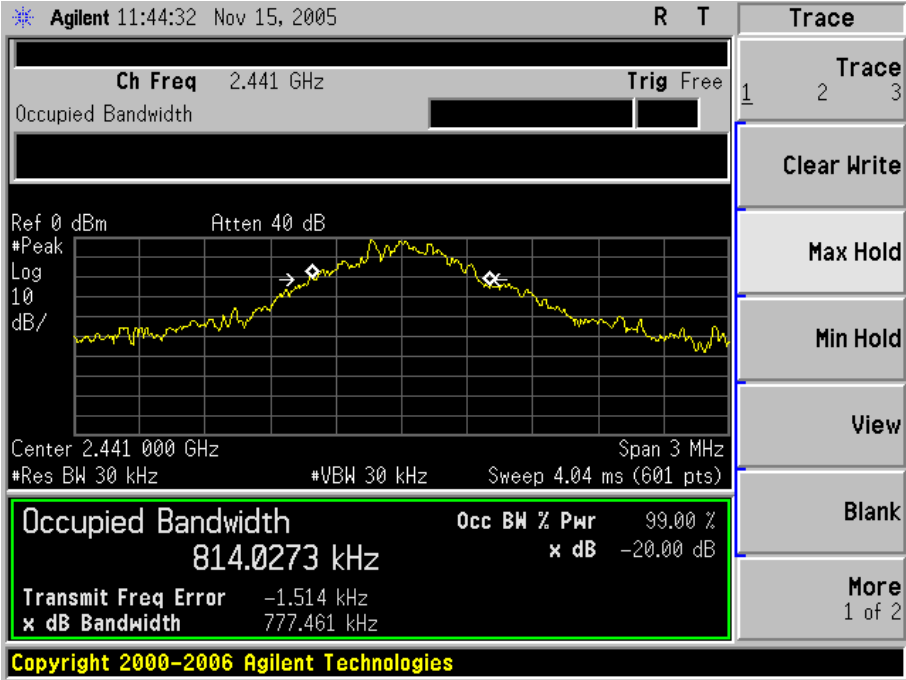 Agilent 11:44:32 Nov 15, 2005 R T
Trace
Ch Freq 2.441 GHz Trig Free
Occupied Bandwidth
Trace
1 2 3
Clear Write
Max Hold
Min Hold
View
Blank
More
1 of 2
Ref 0 dBm Atten 40 dB
#Peak
Log
10
dB/
Center 2.441 000 GHz Span 3 MHz
#Res BW 30 kHz #VBW 30 kHz Sweep 4.04 ms (601 pts)
Occupied Bandwidth
814.0273 kHz
Occ BW % Pwr 99.00 %
x dB -20.00 dB
Transmit Freq Error -1.514 kHz
x dB Bandwidth 777.461 kHz
Copyright 2000-2006 Agilent Technologies